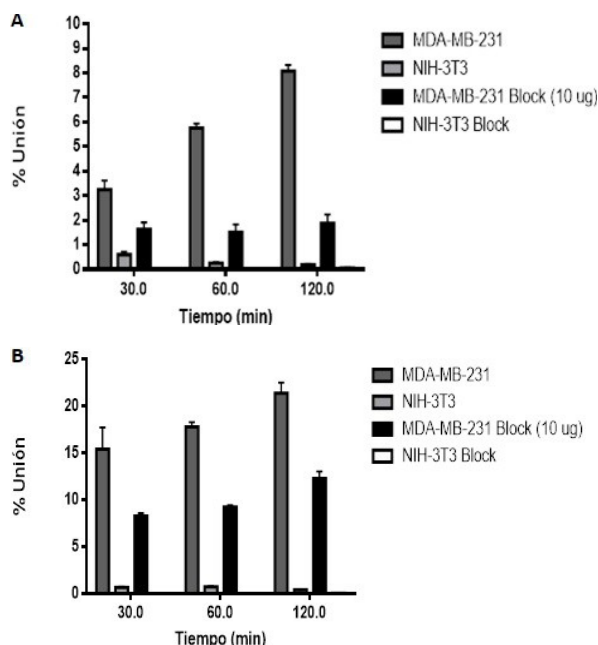 A
10
9
8
7
6
5
4
3
2
1
0
% Unión
30.0 60.0 120.0
Tiempo (min)
MDA-MB-231
NIH-3T3
MDA-MB-231 Block (10 ug)
NIH-3T3 Block
B
25
20
15
10
5
0
% Unión
30.0 60.0 120.0
Tiempo (min)
MDA-MB-231
NIH-3T3
MDA-MB-231 Block (10 ug)
NIH-3T3 Block